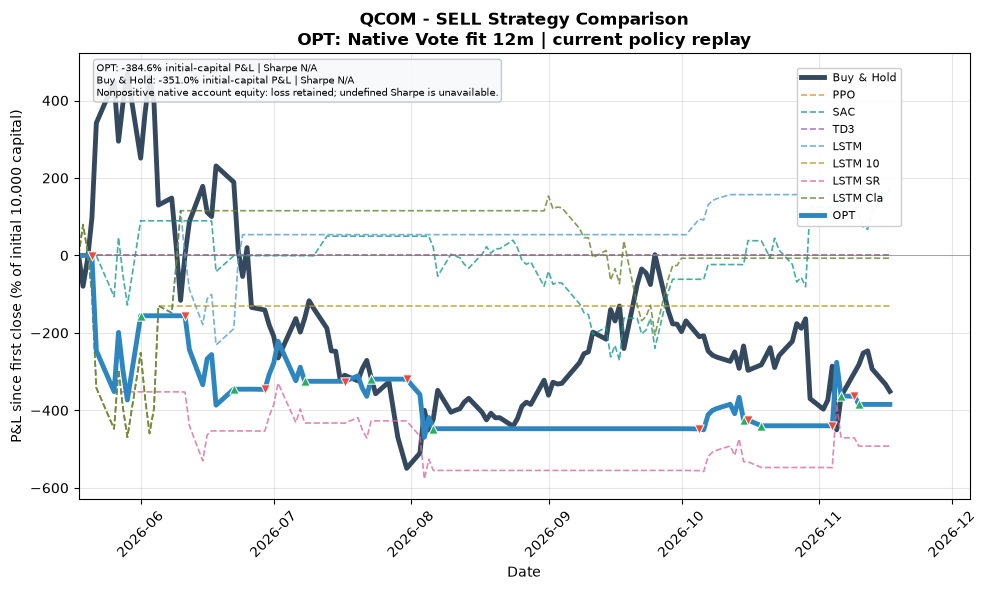 QCOM - SELL Strategy Comparison
OPT: Native Vote fit 12m | current policy replay
OPT: -384.6% initial-capital P&L | Sharpe N/A
Buy & Hold: -351.0% initial-capital P&L | Sharpe N/A
Nonpositive native account equity: loss retained; undefined Sharpe is unavailable.
Buy & Hold
PPO
SAC
TD3
LSTM
LSTM 10
LSTM SR
LSTM Cla
OPT
P&L since first close (% of initial 10,000 capital)
400
200
0
−200
−400
−600
2026-06
2026-07
2026-08
2026-09
2026-10
2026-11
2026-12
Date